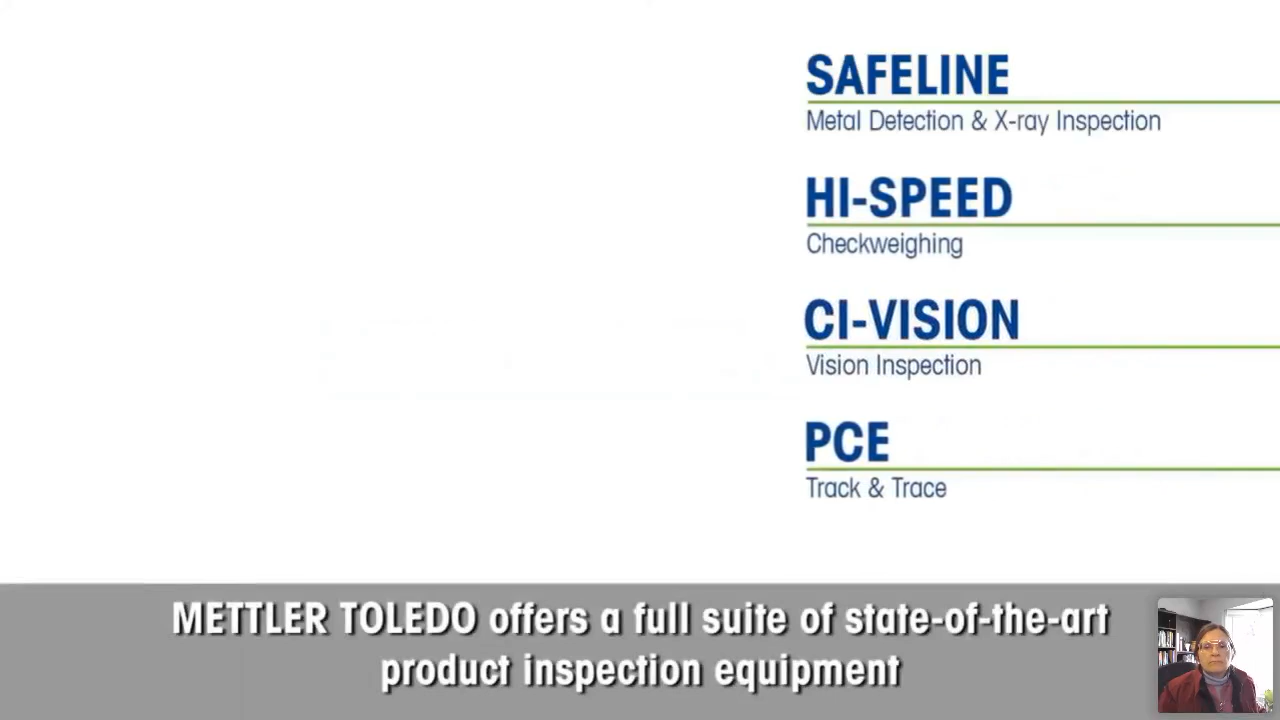 SAFELINE
Metal Detection & X-ray Inspection
HI-SPEED
Checkweighing
CI-VISION
Vision Inspection
PCE
Track & Trace
METTLER TOLEDO offers a full suite of state-of-the-art
product inspection equipment